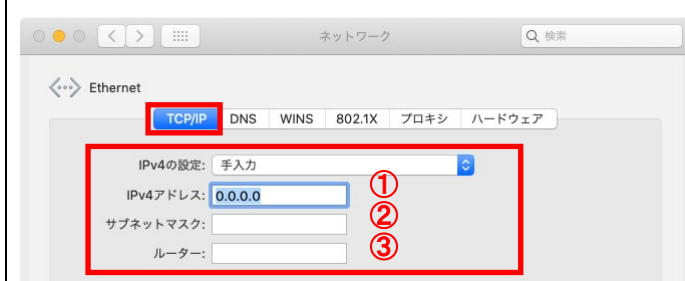 ネットワーク
検索
Ethernet
TCP/IP DNS WINS 802.1X プロキシ ハードウェア
IPv4の設定: 手入力
IPv4アドレス: 0.0.0.0 ①
サブネットマスク: ②
ルーター: ③